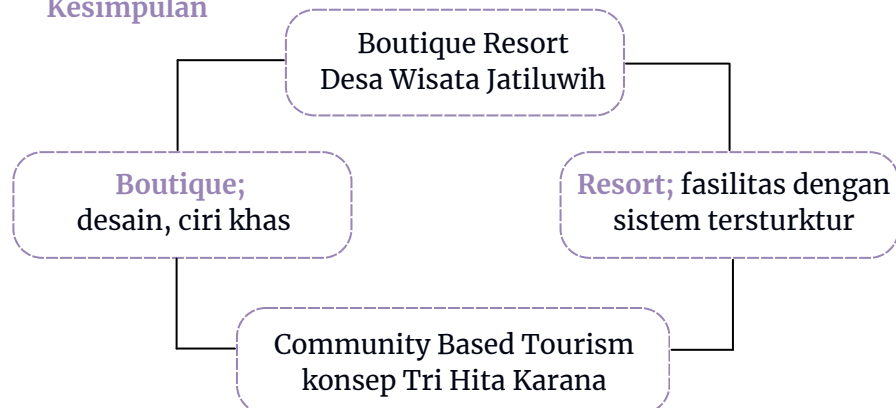 Kesimpulan
Boutique Resort
Desa Wisata Jatiluwih
Boutique;
desain, ciri khas
Resort; fasilitas dengan
sistem tersturktur
Community Based Tourism
konsep Tri Hita Karana